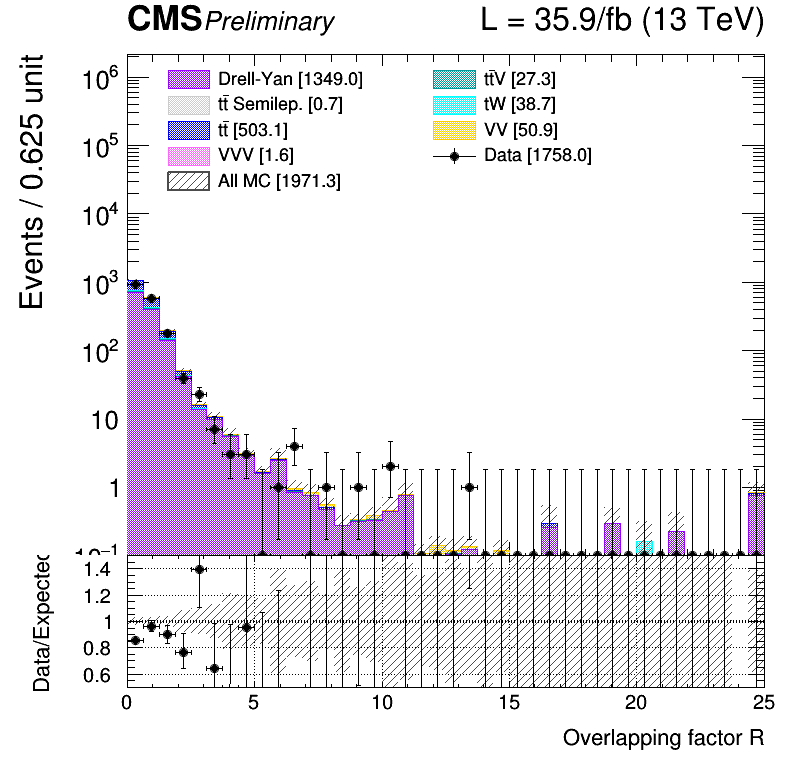 CMS Preliminary L = 35.9/fb (13 TeV)
Drell-Yan [1349.0]
tt̄ Semilep. [0.7]
tt̄ [503.1]
VVV [1.6]
All MC [1971.3]
tt̄V [27.3]
tW [38.7]
VV [50.9]
Data [1758.0]
Events / 0.625 unit
10⁶
10⁵
10⁴
10³
10²
10
1
10⁻¹
Data/Expected
1.4
1.2
1
0.8
0.6
0 5 10 15 20 25
Overlapping factor R